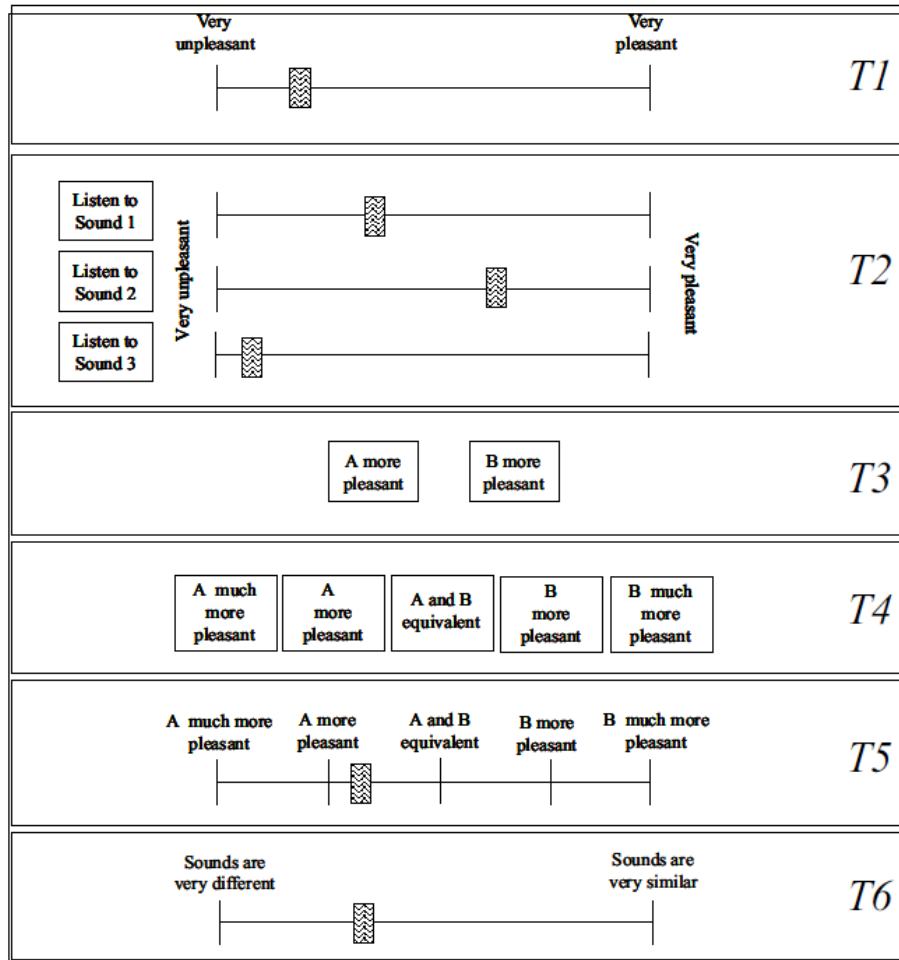 Very
unpleasant
Very
pleasant
T1
Listen to
Sound 1
Listen to
Sound 2
Listen to
Sound 3
Very unpleasant
Very pleasant
T2
A more
pleasant
B more
pleasant
T3
A much
more
pleasant
A
more
pleasant
A and B
equivalent
B
more
pleasant
B much
more
pleasant
T4
A much more
pleasant
A more
pleasant
A and B
equivalent
B more
pleasant
B much more
pleasant
T5
Sounds are
very different
Sounds are
very similar
T6